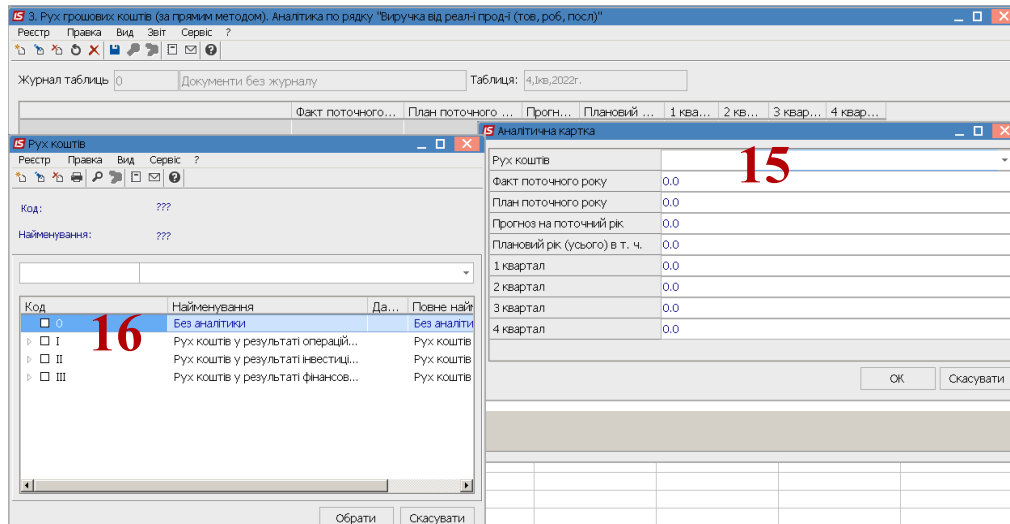 3. Рух грошових коштів (за прямим методом). Аналітика по рядку "Виручка від реал-і прод-і (тов, роб, посл)"
Реєстр Правка Вид Звіт Сервіс ?
Журнал таблиць 0 Документи без журналу Таблиця: 4,Ікв,2022г.
Факт поточного... План поточного ... Прогн... Плановий ... 1 ква... 2 кв... 3 квар... 4 квар...
Рух коштів
Реєстр Правка Вид Сервіс ?
Код: ???
Найменування: ???
Код Найменування Да... Повне найм
0 Без аналітики Без аналіти
I Рух коштів у результаті операцій... Рух коштів
II Рух коштів у результаті інвестиці... Рух коштів
III Рух коштів у результаті фінансов... Рух коштів
16
Обрати Скасувати
Аналітична картка
Рух коштів
15
Факт поточного року 0.0
План поточного року 0.0
Прогноз на поточний рік 0.0
Плановий рік (усього) в т. ч. 0.0
1 квартал 0.0
2 квартал 0.0
3 квартал 0.0
4 квартал 0.0
ОК Скасувати